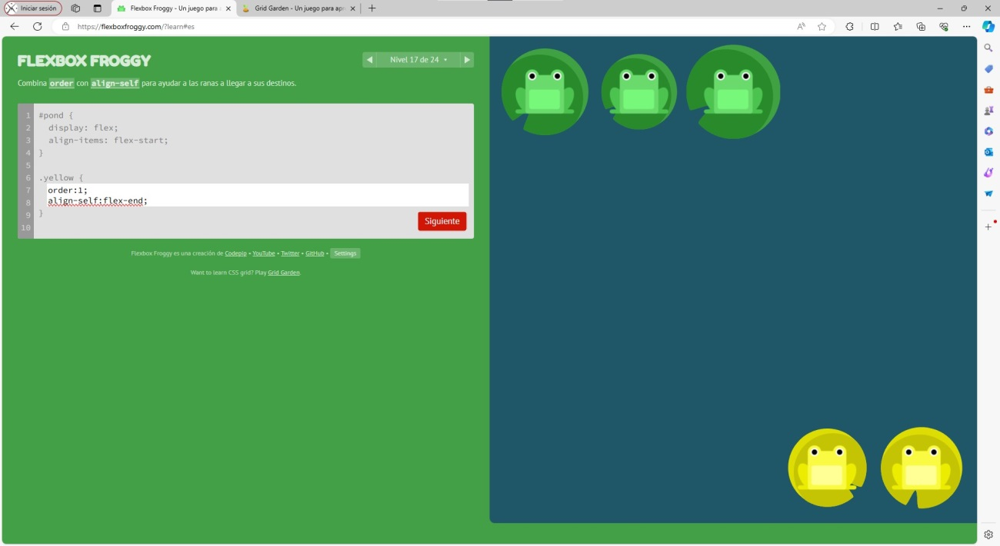 Iniciar sesión
Flexbox Froggy - Un juego para
Grid Garden - Un juego para apr
https://flexboxfroggy.com/?learn#es
FLEXBOX FROGGY
Nivel 17 de 24
Combina order con align-self para ayudar a las ranas a llegar a sus destinos.
1 #pond {
2 display: flex;
3 align-items: flex-start;
4 }
5
6 .yellow {
7 order:1;
8 align-self:flex-end;
9 }
10
Siguiente
Flexbox Froggy es una creación de Codepip • YouTube • Twitter • GitHub • Settings
Want to learn CSS grid? Play Grid Garden.